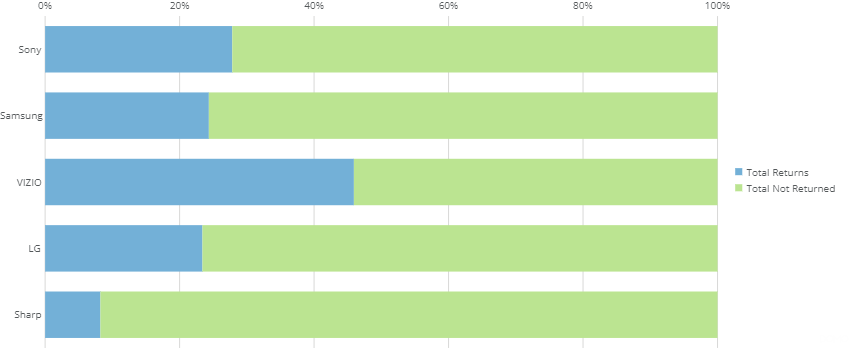 0% 20% 40% 60% 80% 100%
Sony
Samsung
VIZIO
LG
Sharp
Total Returns
Total Not Returned